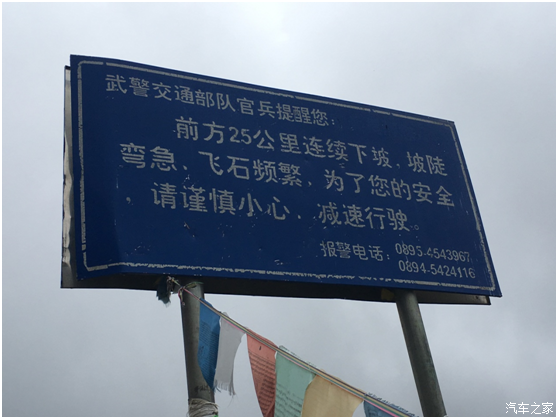 武警交通部队官兵提醒您:
前方25公里连续下坡、坡陡
弯急、飞石频繁，为了您的安全
请谨慎小心，减速行驶。
报警电话: 0895-4543967
0894-5424116
汽车之家